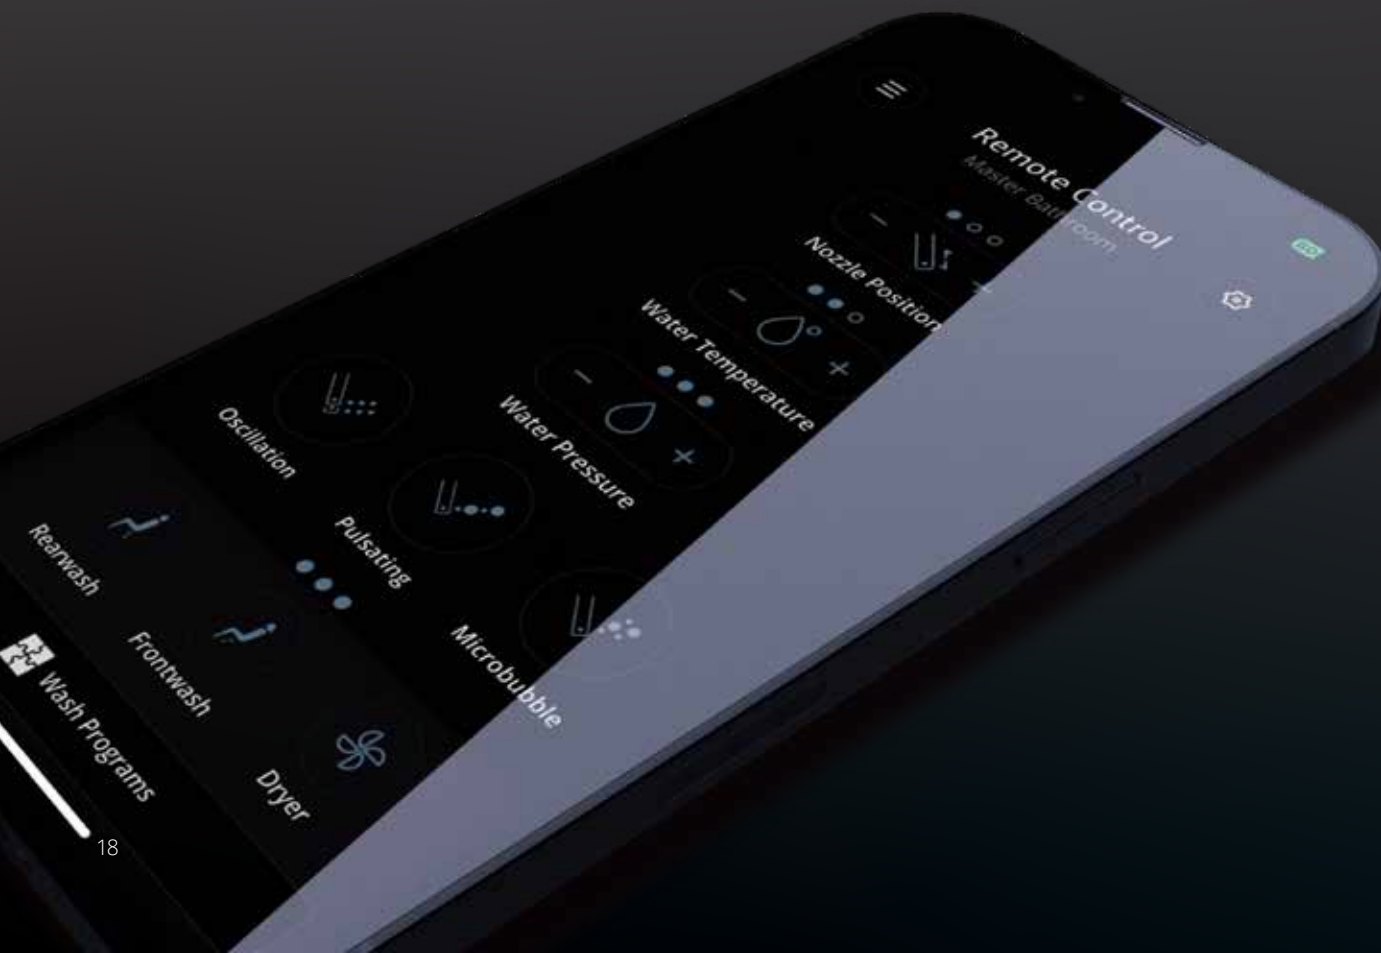 Remote Control
Master Bathroom
Nozzle Position
Water Temperature
Water Pressure
Oscillation
Pulsating
Microbubble
Rearwash
Frontwash
Dryer
Wash Programs
18